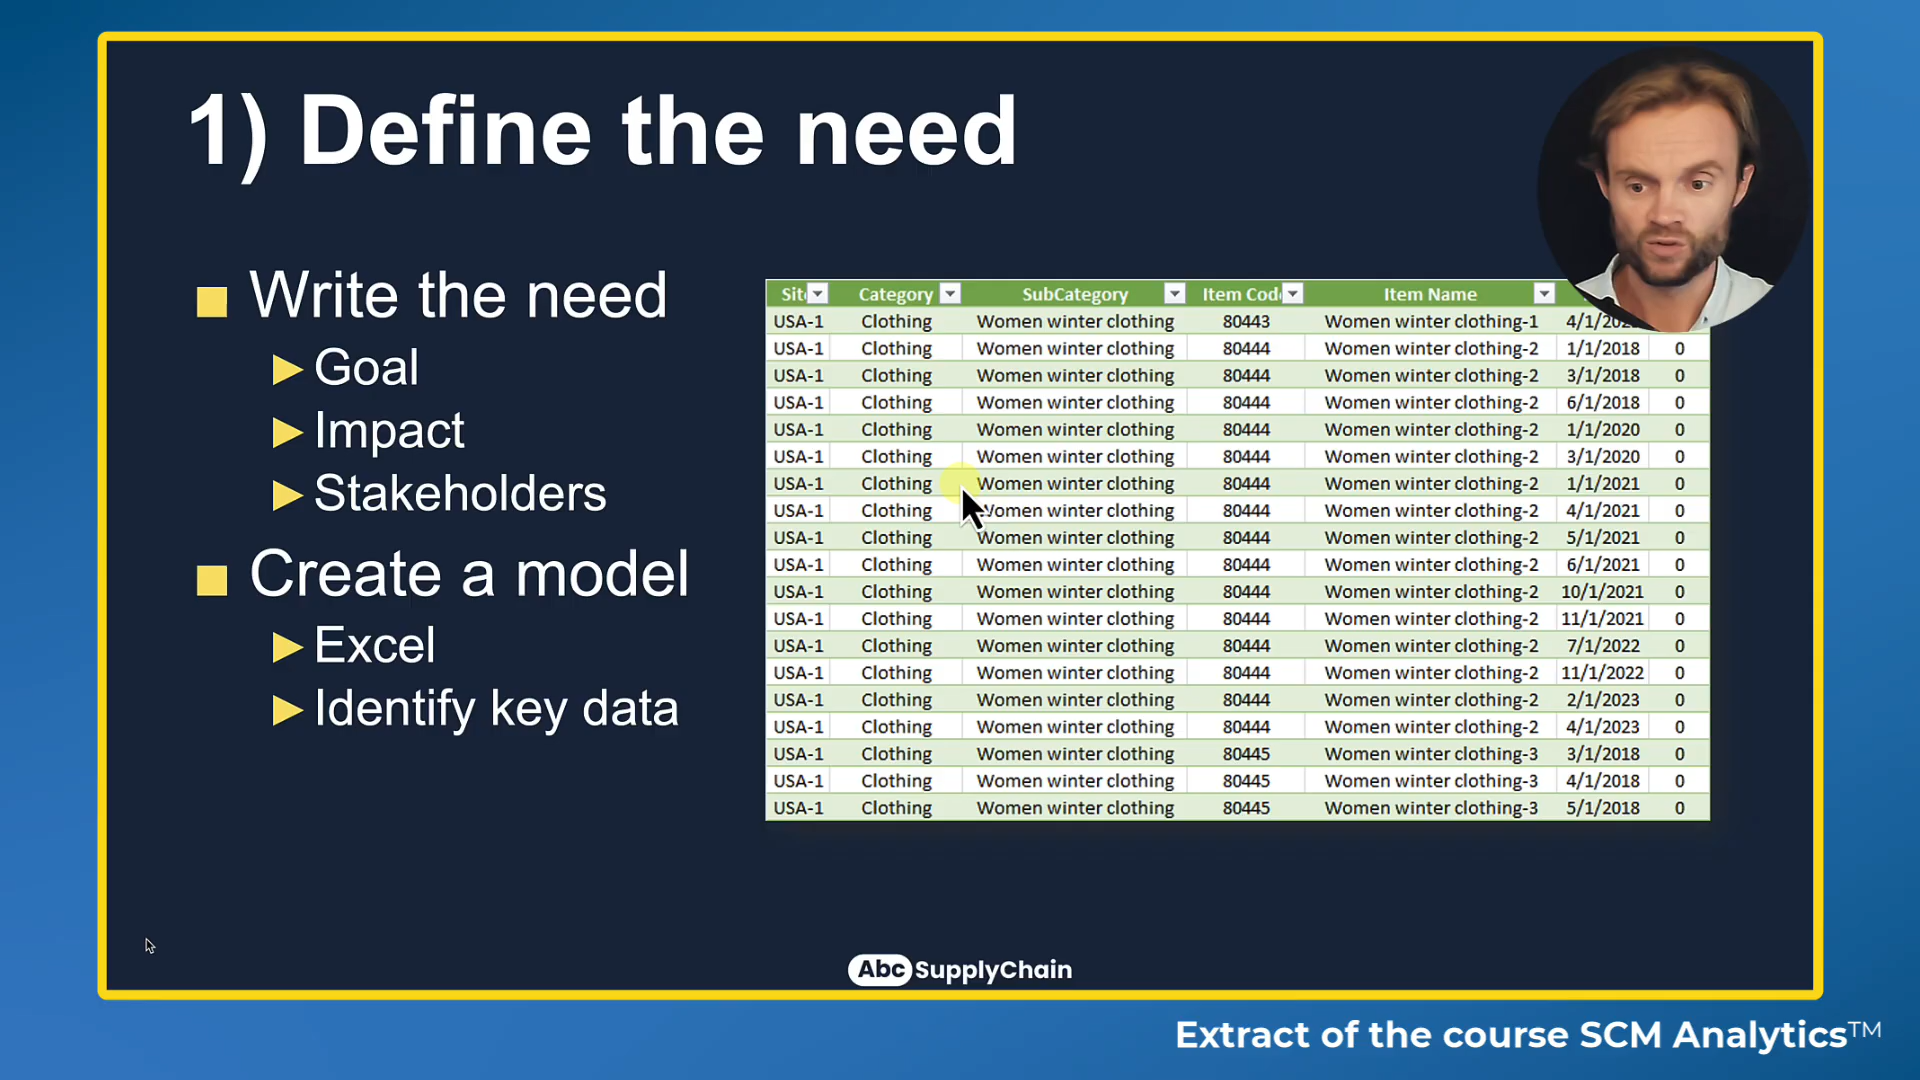 1) Define the need
Write the need
Goal
Impact
Stakeholders
Create a model
Excel
Identify key data
Category SubCategory Item Name
USA-1 Clothing Women winter clothing 80443 Women winter clothing-1
USA-1 Clothing Women winter clothing 80444 Women winter clothing-2 1/1/2018 0
USA-1 Clothing Women winter clothing 80444 Women winter clothing-2 3/1/2018 0
USA-1 Clothing Women winter clothing 80444 Women winter clothing-2 6/1/2018 0
USA-1 Clothing Women winter clothing 80444 Women winter clothing-2 1/1/2020 0
USA-1 Clothing Women winter clothing 80444 Women winter clothing-2 3/1/2020 0
USA-1 Clothing Women winter clothing 80444 Women winter clothing-2 1/1/2021 0
USA-1 Clothing Women winter clothing 80444 Women winter clothing-2 4/1/2021 0
USA-1 Clothing Women winter clothing 80444 Women winter clothing-2 5/1/2021 0
USA-1 Clothing Women winter clothing 80444 Women winter clothing-2 6/1/2021 0
USA-1 Clothing Women winter clothing 80444 Women winter clothing-2 10/1/2021 0
USA-1 Clothing Women winter clothing 80444 Women winter clothing-2 11/1/2021 0
USA-1 Clothing Women winter clothing 80444 Women winter clothing-2 7/1/2022 0
USA-1 Clothing Women winter clothing 80444 Women winter clothing-2 11/1/2022 0
USA-1 Clothing Women winter clothing 80444 Women winter clothing-2 2/1/2023 0
USA-1 Clothing Women winter clothing 80444 Women winter clothing-2 4/1/2023 0
USA-1 Clothing Women winter clothing 80445 Women winter clothing-3 3/1/2018 0
USA-1 Clothing Women winter clothing 80445 Women winter clothing-3 4/1/2018 0
USA-1 Clothing Women winter clothing 80445 Women winter clothing-3 5/1/2018 0
Abc SupplyChain
Extract of the course SCM Analytics™